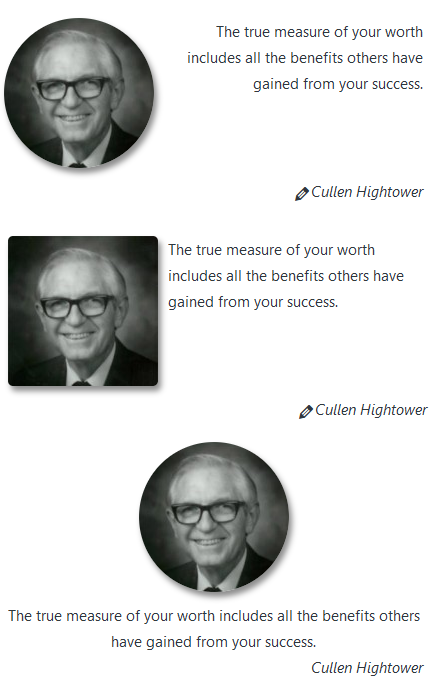 The true measure of your worth
includes all the benefits others have
gained from your success.
Cullen Hightower
The true measure of your worth
includes all the benefits others have
gained from your success.
Cullen Hightower
The true measure of your worth includes all the benefits others
have gained from your success.
Cullen Hightower